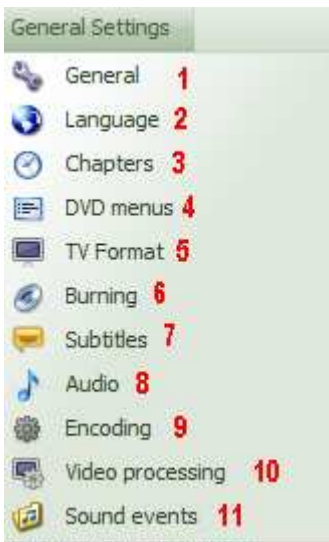 General Settings
General 1
Language 2
Chapters 3
DVD menus 4
TV Format 5
Burning 6
Subtitles 7
Audio 8
Encoding 9
Video processing 10
Sound events 11